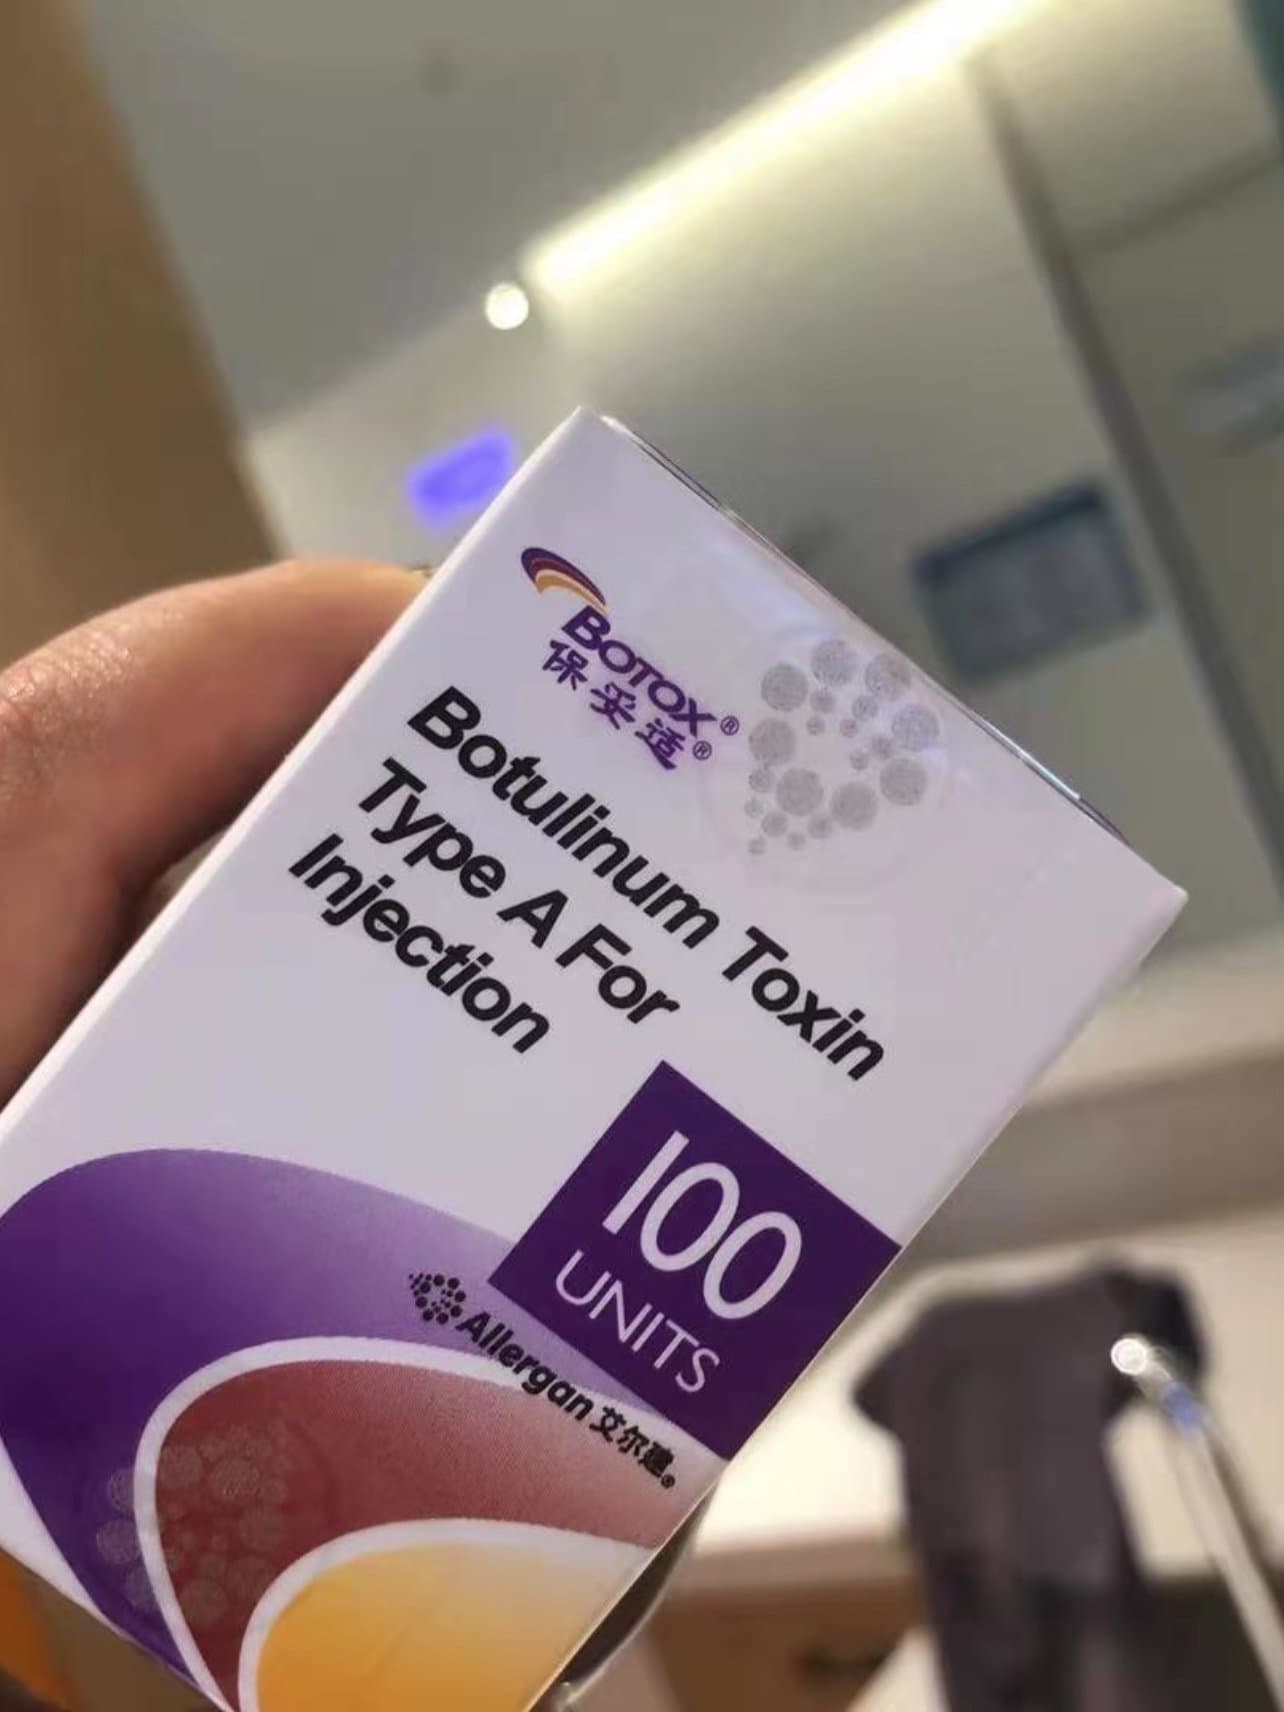 BOTOX®
保妥适®
Botulinum Toxin
Type A For
Injection
100
UNITS
Allergan 艾尔建®